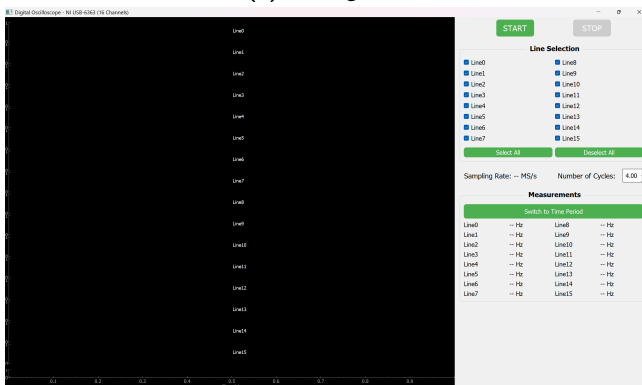 Digital Oscilloscope - NI USB-6363 (16 Channels)
START STOP
Line Selection
Line0 Line8
Line1 Line9
Line2 Line10
Line3 Line11
Line4 Line12
Line5 Line13
Line6 Line14
Line7 Line15
Select All Deselect All
Sampling Rate: -- MS/s Number of Cycles: 4.00
Measurements
Switch to Time Period
Line0 -- Hz Line8 -- Hz
Line1 -- Hz Line9 -- Hz
Line2 -- Hz Line10 -- Hz
Line3 -- Hz Line11 -- Hz
Line4 -- Hz Line12 -- Hz
Line5 -- Hz Line13 -- Hz
Line6 -- Hz Line14 -- Hz
Line7 -- Hz Line15 -- Hz
Line0
Line1
Line2
Line3
Line4
Line5
Line6
Line7
Line8
Line9
Line10
Line11
Line12
Line13
Line14
Line15
0.1 0.2 0.3 0.4 0.5 0.6 0.7 0.8 0.9